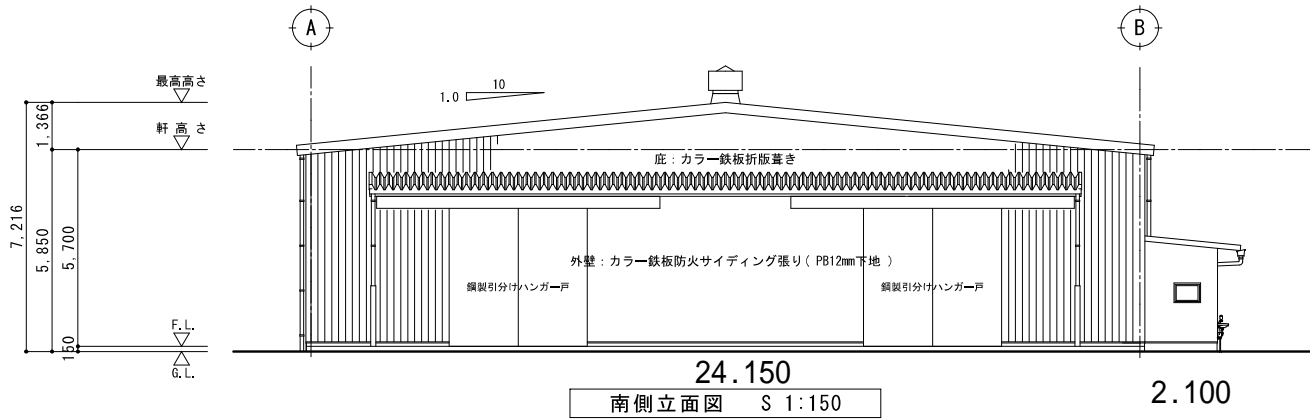 A
B
最高高さ
10
1.0
1,366
軒高さ
庇：カラー鉄板折版葺き
7,216
5,850
5,700
外壁：カラー鉄板防火サイディング張り（ PB12mm下地 ）
鋼製引分けハンガー戸
鋼製引分けハンガー戸
F.L.
150
G.L.
24.150
2.100
南側立面図 S 1:150